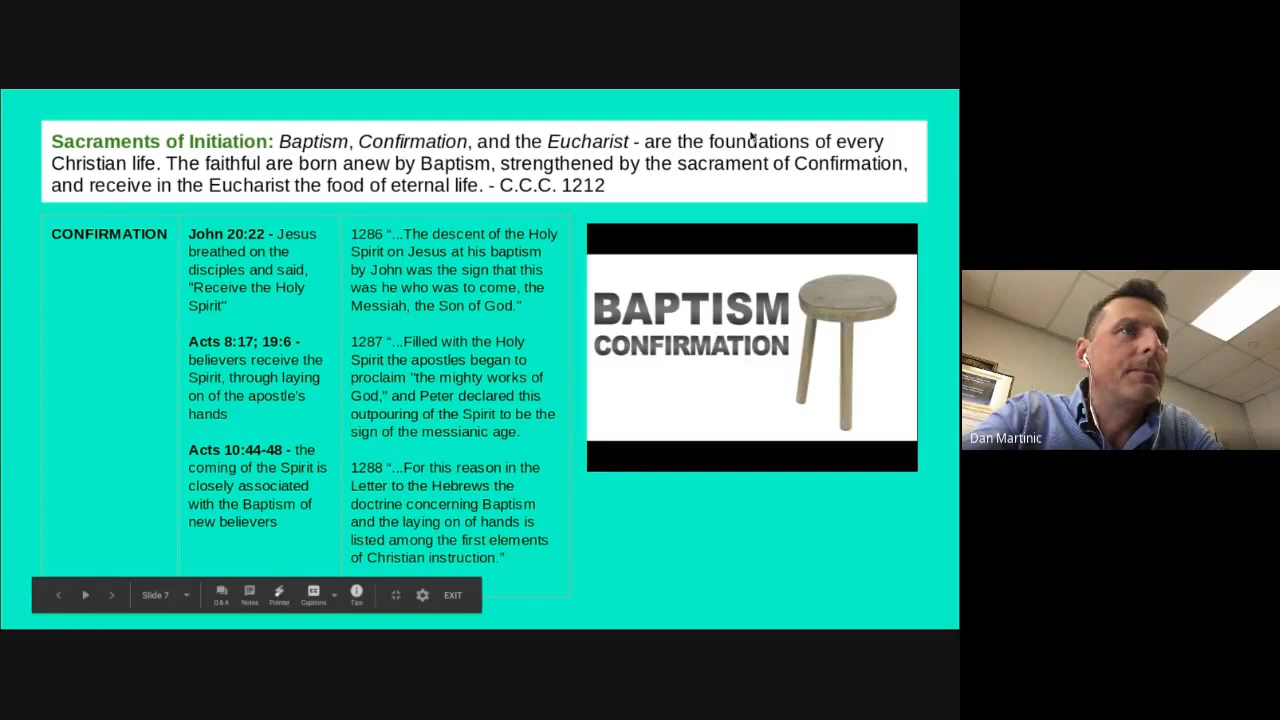 Sacraments of Initiation: Baptism, Confirmation, and the Eucharist - are the foundations of every
Christian life. The faithful are born anew by Baptism, strengthened by the sacrament of Confirmation,
and receive in the Eucharist the food of eternal life. - C.C.C. 1212
CONFIRMATION
John 20:22 - Jesus
breathed on the
disciples and said,
"Receive the Holy
Spirit"
Acts 8:17; 19:6 -
believers receive the
Spirit, through laying
on of the apostle's
hands
Acts 10:44-48 - the
coming of the Spirit is
closely associated
with the Baptism of
new believers
1286 “...The descent of the Holy
Spirit on Jesus at his baptism
by John was the sign that this
was he who was to come, the
Messiah, the Son of God.”
1287 “...Filled with the Holy
Spirit the apostles began to
proclaim "the mighty works of
God," and Peter declared this
outpouring of the Spirit to be the
sign of the messianic age.
1288 “...For this reason in the
Letter to the Hebrews the
doctrine concerning Baptism
and the laying on of hands is
listed among the first elements
of Christian instruction.”
BAPTISM
CONFIRMATION
Dan Martinic
Slide 7
Q & A
Notes
Pointer
CC
Captions
Tips
EXIT